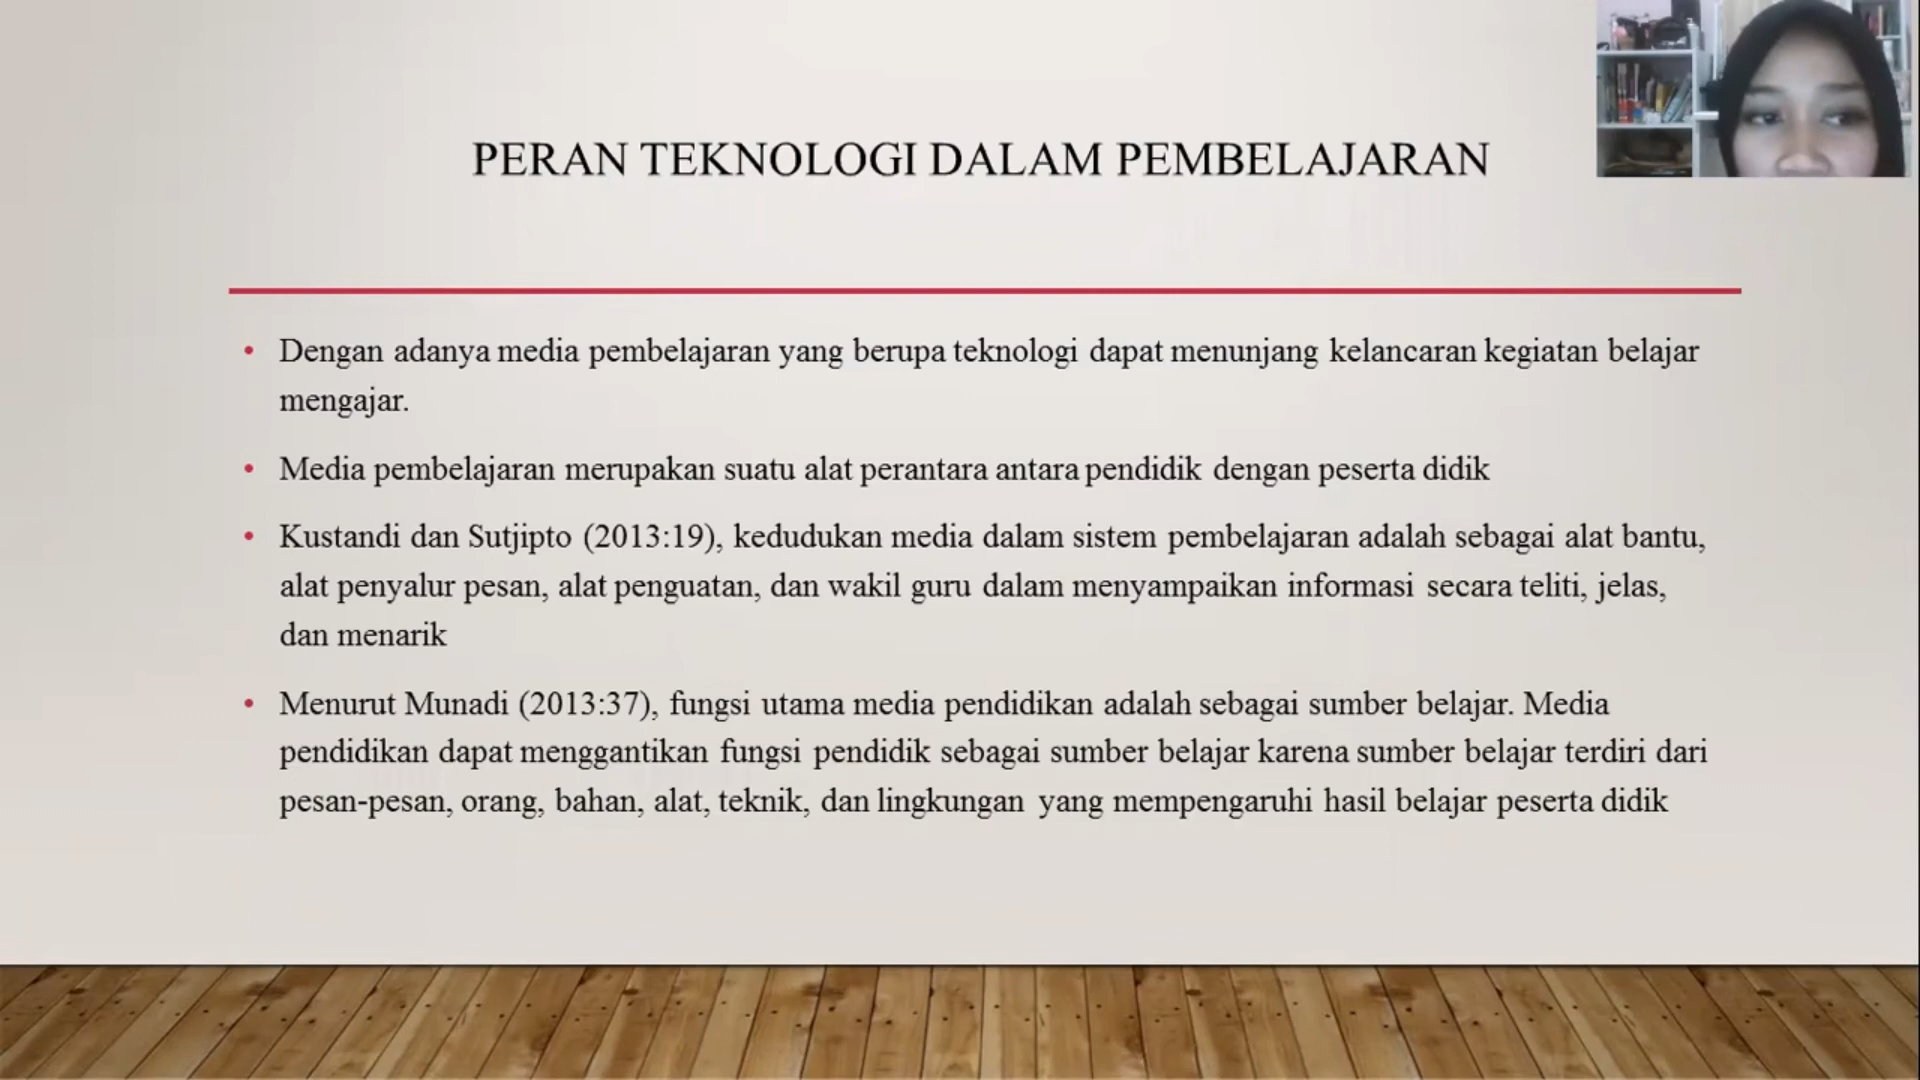 PERAN TEKNOLOGI DALAM PEMBELAJARAN
• Dengan adanya media pembelajaran yang berupa teknologi dapat menunjang kelancaran kegiatan belajar
mengajar.
• Media pembelajaran merupakan suatu alat perantara antara pendidik dengan peserta didik
• Kustandi dan Sutjipto (2013:19), kedudukan media dalam sistem pembelajaran adalah sebagai alat bantu,
alat penyalur pesan, alat penguatan, dan wakil guru dalam menyampaikan informasi secara teliti, jelas,
dan menarik
• Menurut Munadi (2013:37), fungsi utama media pendidikan adalah sebagai sumber belajar. Media
pendidikan dapat menggantikan fungsi pendidik sebagai sumber belajar karena sumber belajar terdiri dari
pesan-pesan, orang, bahan, alat, teknik, dan lingkungan yang mempengaruhi hasil belajar peserta didik